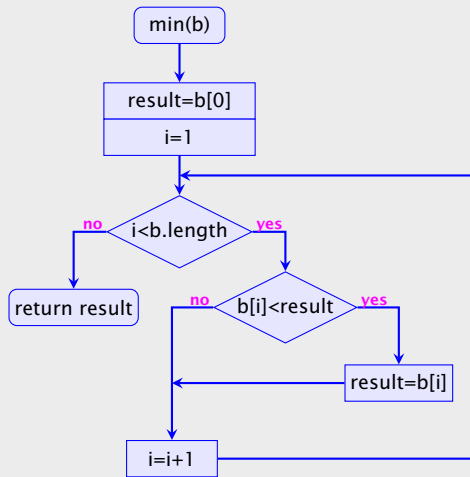 min(b)
result=b[0]
i=1
no
i<b.length
yes
return result
no
b[i]<result
yes
result=b[i]
i=i+1